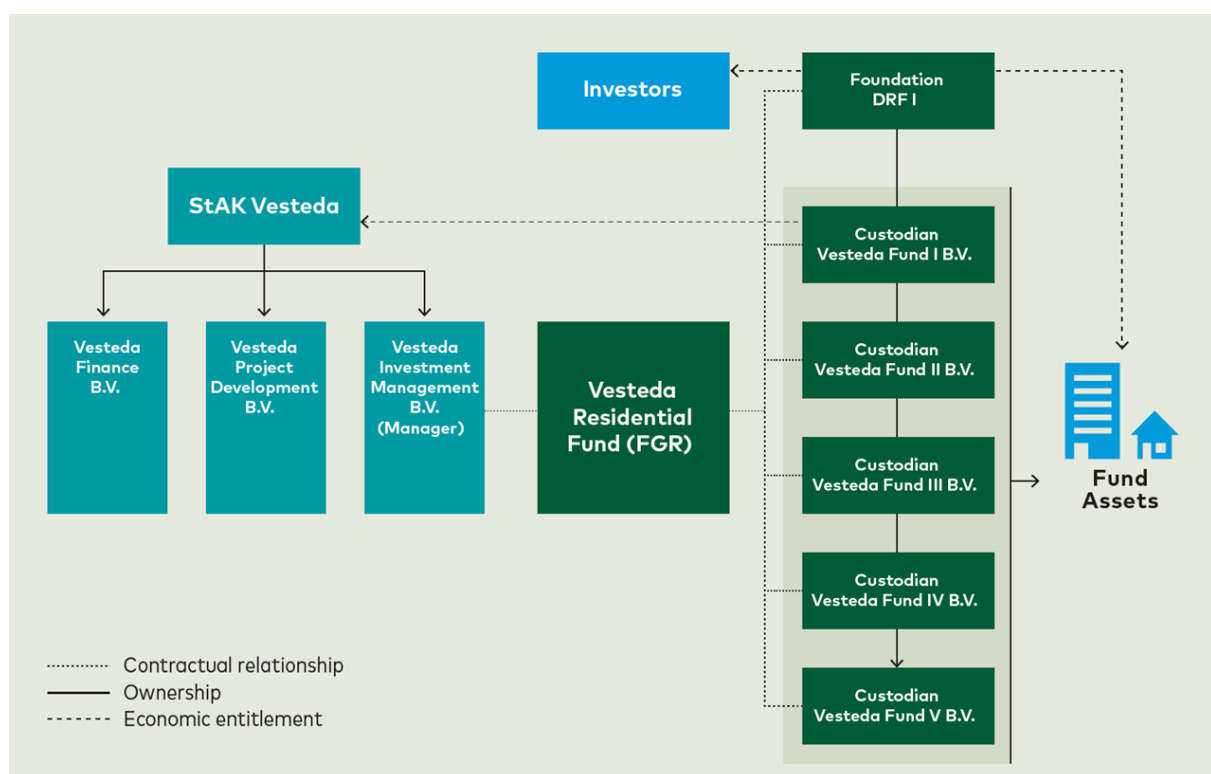 Investors
Foundation
DRF I
StAK Vesteda
Custodian
Vesteda Fund I B.V.
Vesteda
Finance
B.V.
Vesteda
Project
Development
B.V.
Vesteda
Investment
Management
B.V.
(Manager)
Vesteda
Residential
Fund (FGR)
Custodian
Vesteda Fund II B.V.
Custodian
Vesteda Fund III B.V.
Fund
Assets
Custodian
Vesteda Fund IV B.V.
Custodian
Vesteda Fund V B.V.
Contractual relationship
Ownership
Economic entitlement